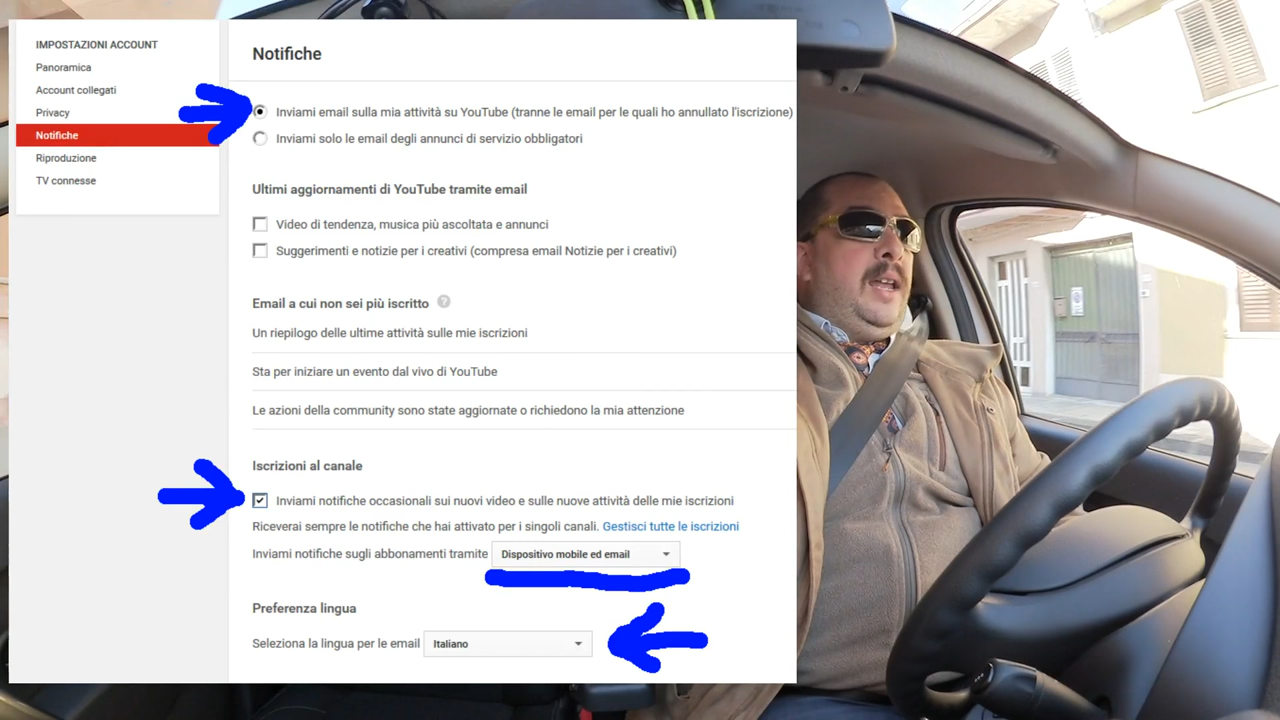 IMPOSTAZIONI ACCOUNT
Panoramica
Account collegati
Privacy
Notifiche
Riproduzione
TV connesse
Notifiche
Inviami email sulla mia attività su YouTube (tranne le email per le quali ho annullato l'iscrizione)
Inviami solo le email degli annunci di servizio obbligatori
Ultimi aggiornamenti di YouTube tramite email
Video di tendenza, musica più ascoltata e annunci
Suggerimenti e notizie per i creativi (compresa email Notizie per i creativi)
Email a cui non sei più iscritto ?
Un riepilogo delle ultime attività sulle mie iscrizioni
Sta per iniziare un evento dal vivo di YouTube
Le azioni della community sono state aggiornate o richiedono la mia attenzione
Iscrizioni al canale
Inviami notifiche occasionali sui nuovi video e sulle nuove attività delle mie iscrizioni
Riceverai sempre le notifiche che hai attivato per i singoli canali. Gestisci tutte le iscrizioni
Inviami notifiche sugli abbonamenti tramite Dispositivo mobile ed email
Preferenza lingua
Seleziona la lingua per le email Italiano